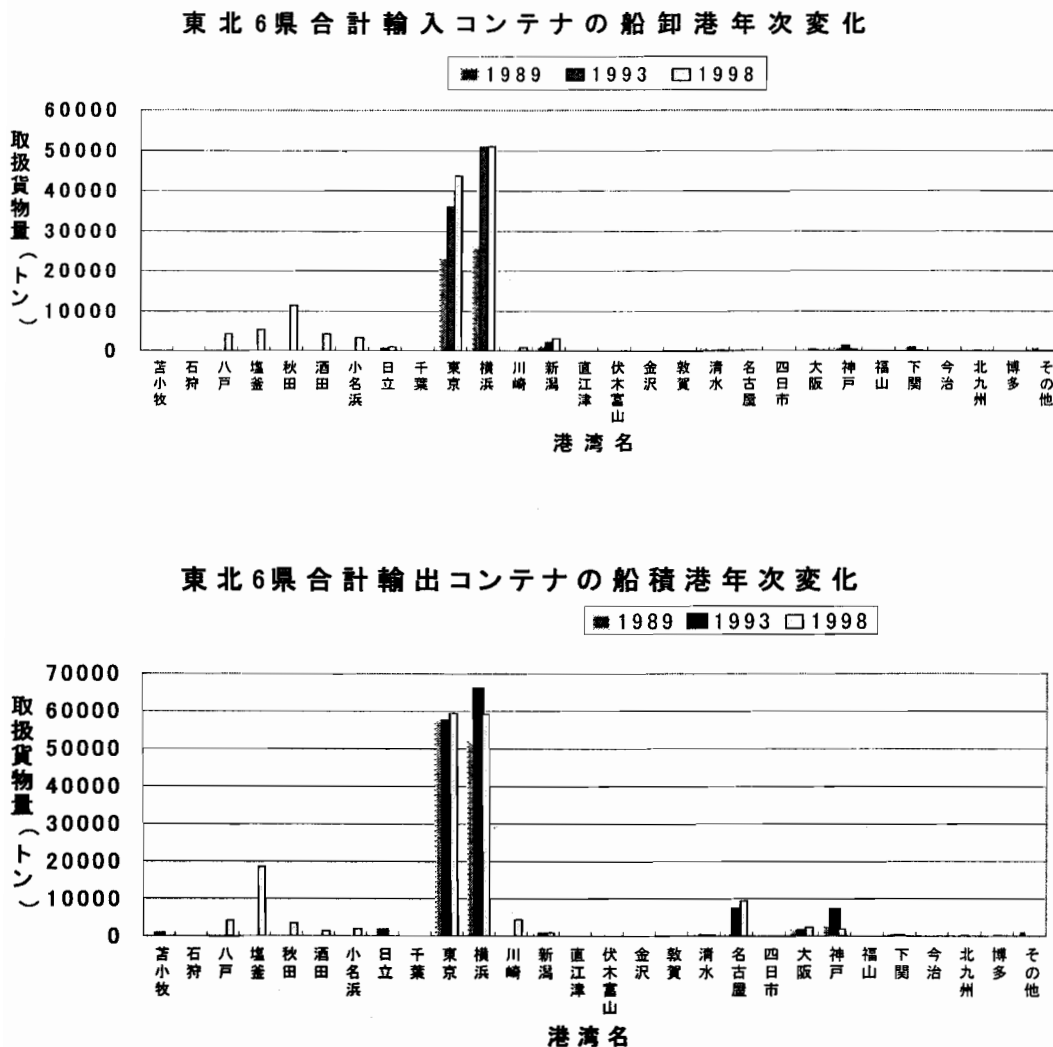 東北6県合計輸入コンテナの船卸港年次変化
1989 1993 1998
取扱貨物量(トン)
60000
50000
40000
30000
20000
10000
0
苫小牧 石狩 八戸 塩釜 秋田 酒田 小名浜 日立 千葉 東京 横浜 川崎 新潟 直江津 伏木富山 金沢 敦賀 清水 名古屋 四日市 大阪 神戸 福山 下関 今治 北九州 博多 その他
港湾名
東北6県合計輸出コンテナの船積港年次変化
1989 1993 1998
取扱貨物量(トン)
70000
60000
50000
40000
30000
20000
10000
0
苫小牧 石狩 八戸 塩釜 秋田 酒田 小名浜 日立 千葉 東京 横浜 川崎 新潟 直江津 伏木富山 金沢 敦賀 清水 名古屋 四日市 大阪 神戸 福山 下関 今治 北九州 博多 その他
港湾名